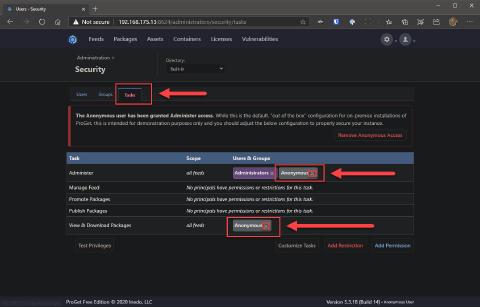 Users - Security
Not secure | 192.168.175.13:8624/administration/security/tasks
Feeds Packages Assets Containers Licenses Vulnerabilities
Administration >
Security
Directory:
Built-In
Users Groups Tasks
The Anonymous user has been granted Administer access. While this is the default, "out of the box" configuration for on-premises installations of
ProGet, this is intended for demonstration purposes only and you should adjust the below configuration to properly secure your instance.
Remove Anonymous Access
Task Scope Users & Groups
Administer all feeds Administrators Anonymous
Manage Feed No principals have permissions or restrictions for this task.
Promote Packages No principals have permissions or restrictions for this task.
Publish Packages No principals have permissions or restrictions for this task.
View & Download Packages all feeds Anonymous
Test Privileges Customize Tasks Add Restriction Add Permission
ProGet Free Edition © 2020 Inedo, LLC Version 5.3.18 (Build 14) - Anonymous User